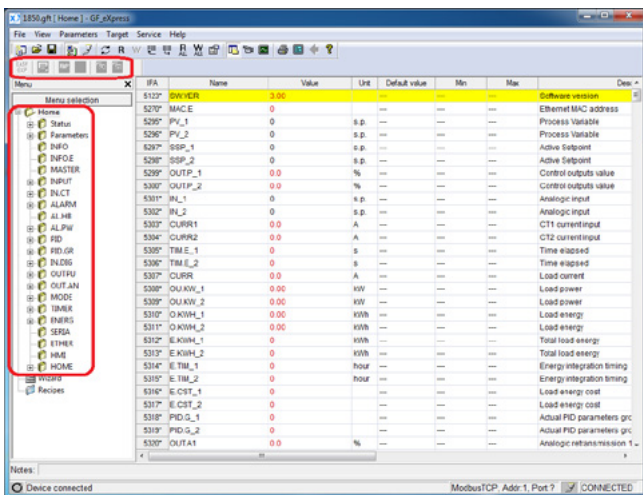 1850.gft [ Home ] - GF_eXpress
File View Parameters Target Service Help
Menu
Menu selection
Home
Status
Parameters
INFO
INFO.E
MASTER
INPUT
IN.CT
ALARM
AL.HB
AL.PW
PID
PID.GR
IN.DIG
OUTPU
OUT.AN
MODE
TIMER
ENERG
SERIA
ETHER
HMI
HOME
Wizard
Recipes
IPA Name Value Unit Default value Min Max
5123* SW.VER 3.00 --- --- --- Software version
5270* MAC.E 0 --- --- --- Ethernet MAC address
5295* PV_1 0 s.p. --- --- --- Process Variable
5296* PV_2 0 s.p. --- --- --- Process Variable
5297* SSP_1 0 s.p. --- --- --- Active Setpoint
5298* SSP_2 0 s.p. --- --- --- Active Setpoint
5299* OUT.P_1 0.0 % --- --- --- Control outputs value
5300* OUT.P_2 0.0 % --- --- --- Control outputs value
5301* IN_1 0 s.p. --- --- --- Analogic input
5302* IN_2 0 s.p. --- --- --- Analogic input
5303* CURR1 0.0 A --- --- --- CT1 current input
5304* CURR2 0.0 A --- --- --- CT2 current input
5305* TIM.E_1 0 s --- --- --- Time elapsed
5306* TIM.E_2 0 s --- --- --- Time elapsed
5307* CURR 0.0 A --- --- --- Load current
5308* OU.KW_1 0.00 kW --- --- --- Load power
5309* OU.KW_2 0.00 kW --- --- --- Load power
5310* O.KWH_1 0.00 kWh --- --- --- Load energy
5311* O.KWH_2 0.00 kWh --- --- --- Load energy
5312* E.KWH_1 0 kWh --- --- --- Total load energy
5313* E.KWH_2 0 kWh --- --- --- Total load energy
5314* E.TIM_1 0 hour --- --- --- Energy integration timing
5315* E.TIM_2 0 hour --- --- --- Energy integration timing
5316* E.CST_1 0 --- --- --- Load energy cost
5317* E.CST_2 0 --- --- --- Load energy cost
5318* PID.G_1 0 --- --- --- Actual PID parameters grc
5319* PID.G_2 0 --- --- --- Actual PID parameters grc
5320* OUT.A1 0.0 % --- --- --- Analogic retransmission 1
Notes:
Device connected ModbusTCP, Addr:1, Port ? CONNECTED